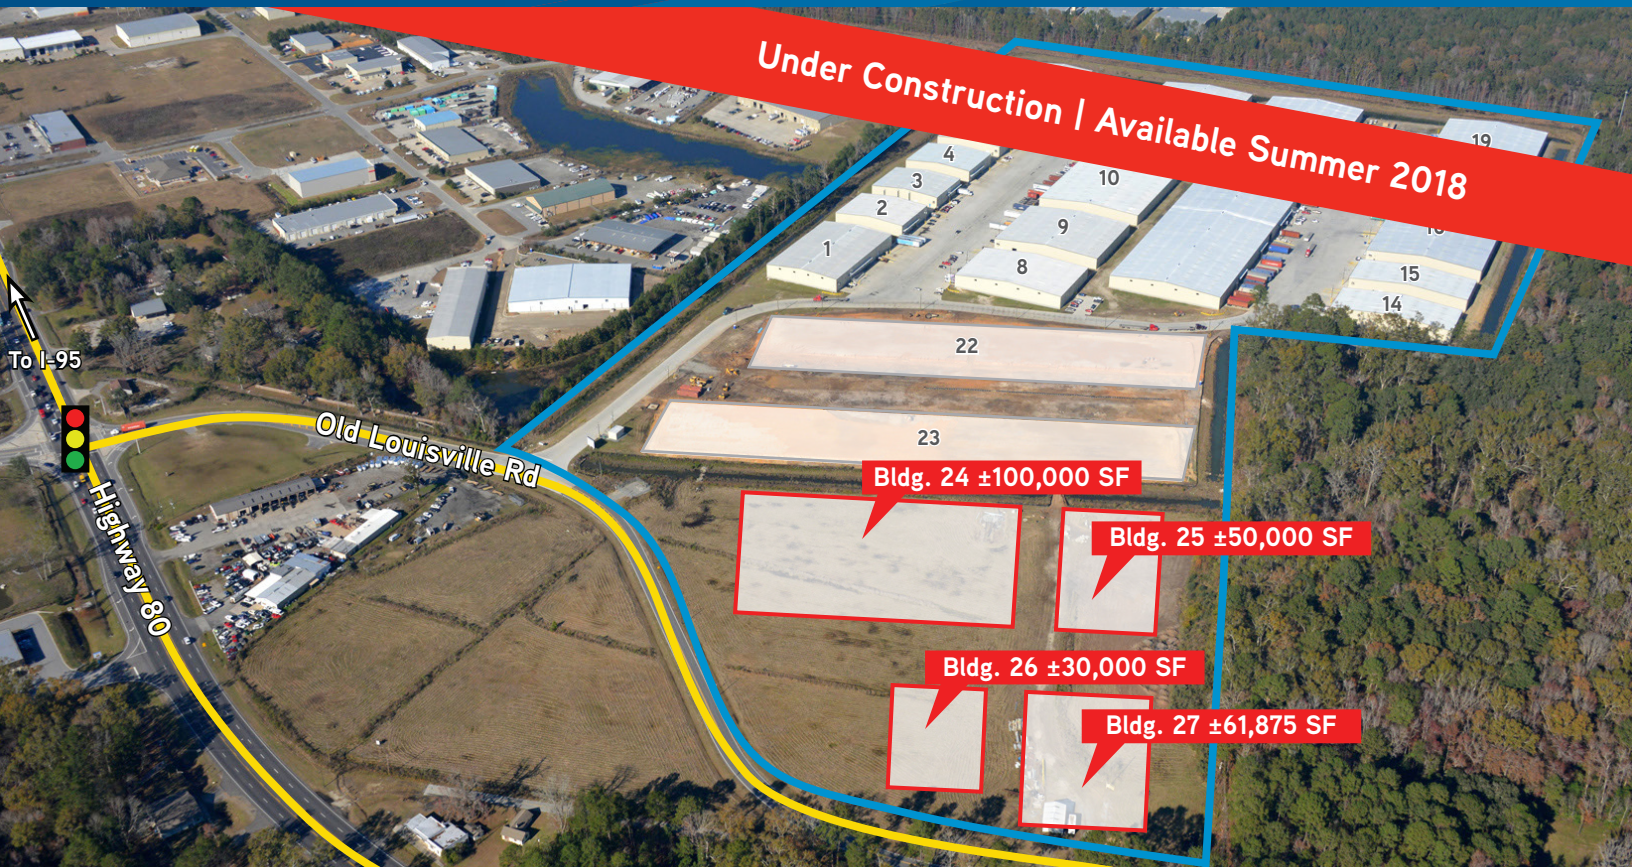 Under Construction | Available Summer 2018
19
4
3
10
2
9
1
8
15
14
22
To I-95
Old Louisville Rd
23
Bldg. 24 ±100,000 SF
Highway 80
Bldg. 25 ±50,000 SF
Bldg. 26 ±30,000 SF
Bldg. 27 ±61,875 SF